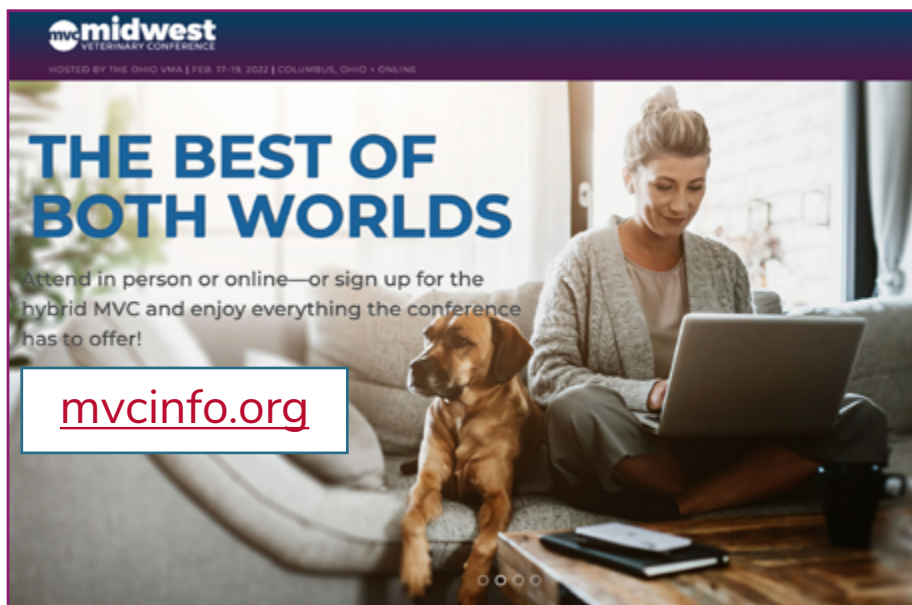 mvc midwest
VETERINARY CONFERENCE
HOSTED BY THE OHIO VMA | FEB. 17–19, 2022 | COLUMBUS, OHIO + ONLINE
THE BEST OF
BOTH WORLDS
Attend in person or online—or sign up for the
hybrid MVC and enjoy everything the conference
has to offer!
mvcinfo.org